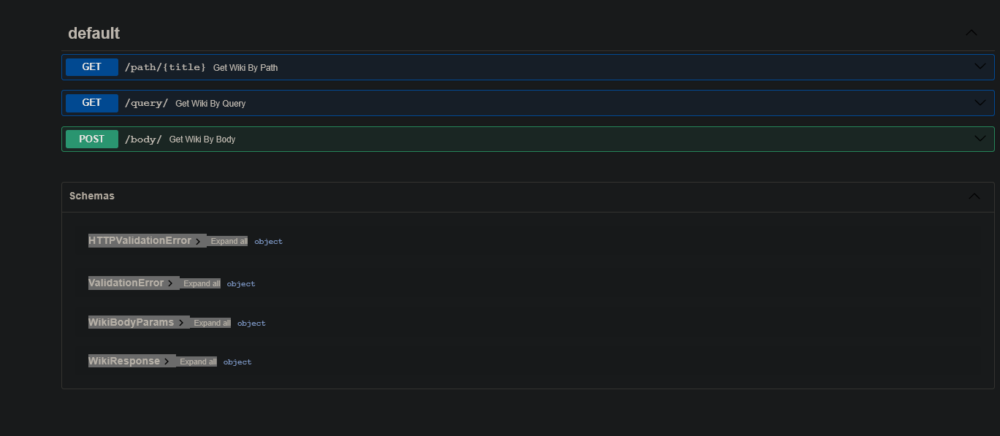 default
GET /path/{title} Get Wiki By Path
GET /query/ Get Wiki By Query
POST /body/ Get Wiki By Body
Schemas
HTTPValidationError Expand all object
ValidationError Expand all object
WikiBodyParams Expand all object
WikiResponse Expand all object